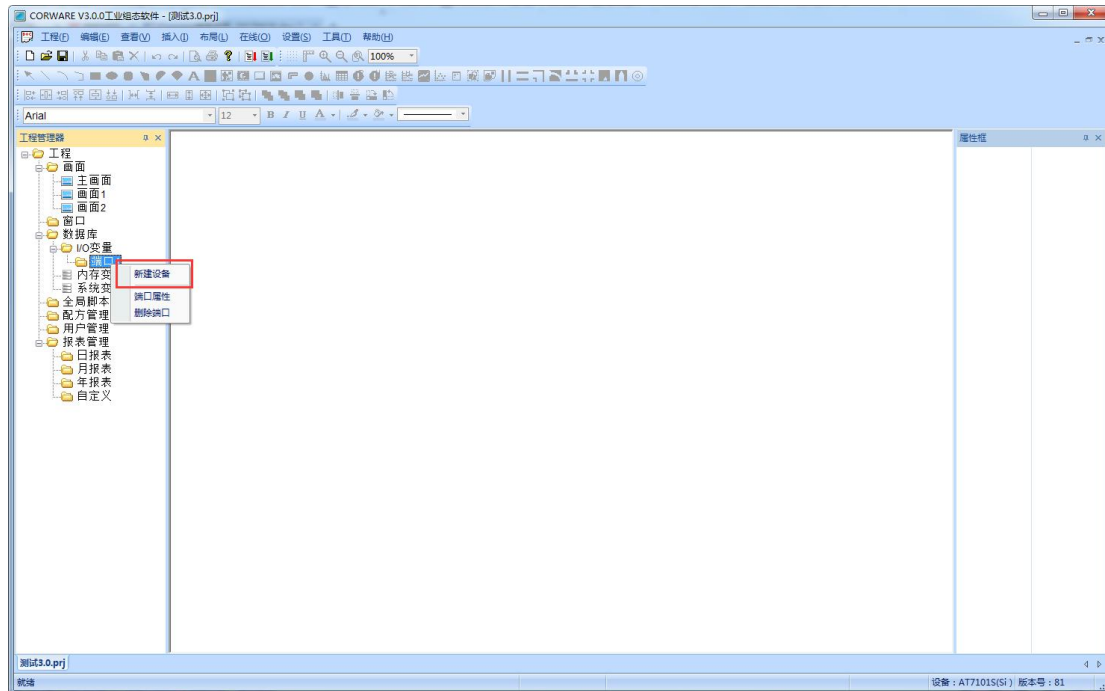 CORWARE V3.0.0工业组态软件 - [测试3.0.prj]
工程(F) 编辑(E) 查看(V) 插入(I) 布局(L) 在线(O) 设置(S) 工具(T) 帮助(H)
100%
Arial 12 B I U A
工程管理器
属性框
工程
画面
主画面
画面1
画面2
窗口
数据库
I/O变量
端口
内存变
新建设备
系统变
全局脚本
端口属性
配方管理
删除端口
用户管理
报表管理
日报表
月报表
年报表
自定义
测试3.0.prj
就绪
设备：AT7101S(Si) 版本号：81